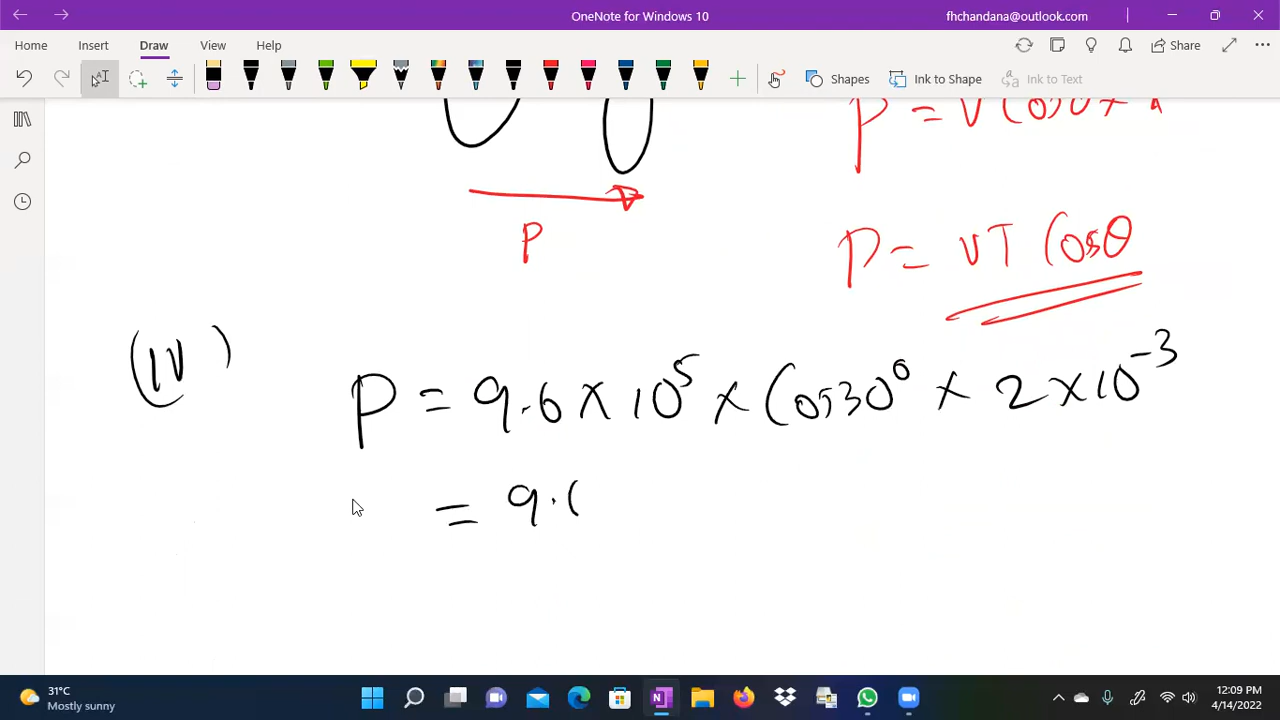 OneNote for Windows 10
fhchandana@outlook.com
Home Insert Draw View Help
Share
Shapes
Ink to Shape
Ink to Text
P = V Cosθ ×
P
P = VT Cosθ
(IV)
P = 9.6 × 10⁵ × Cos30⁰ × 2 × 10⁻³
= 9.
31°C
Mostly sunny
12:09 PM
4/14/2022